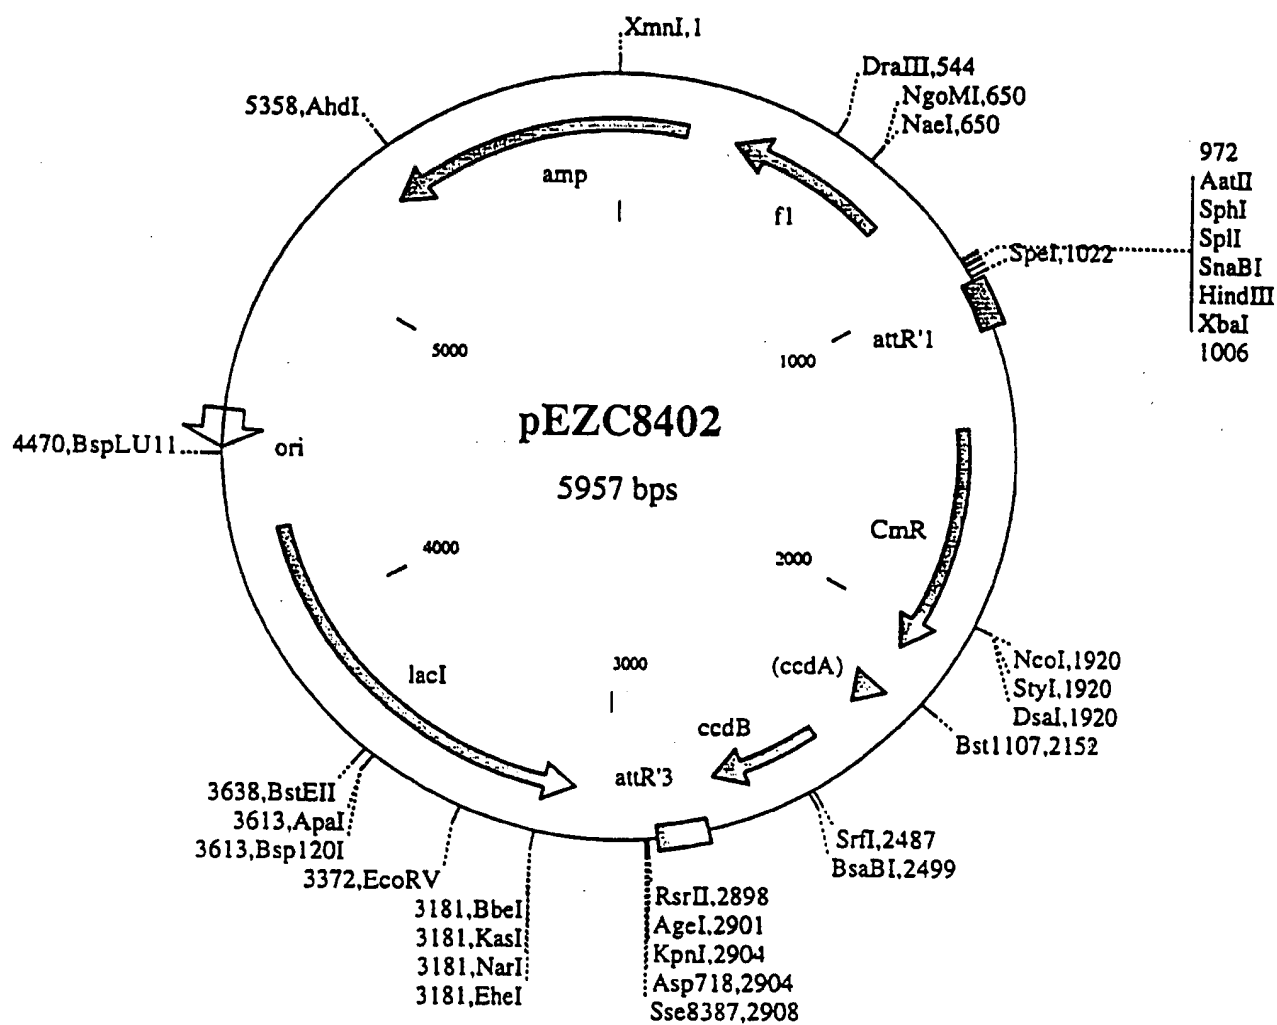 XmnI,1
DraIII,544
NgoMI,650
NaeI,650
5358,AhdI
972
AatII
SphI
SplI
SnaBI
HindIII
XbaI
1006
SpeI,1022
amp
f1
attR'1
5000
1000
pEZC8402
5957 bps
4470,BspLU11
ori
CmR
4000
2000
lacI
3000
(ccdA)
ccdB
attR'3
NcoI,1920
StyI,1920
DsaI,1920
Bst1107,2152
3638,BstEII
3613,ApaI
3613,Bsp120I
3372,EcoRV
3181,BbeI
3181,KasI
3181,NarI
3181,EheI
SrfI,2487
BsaBI,2499
RsrII,2898
AgeI,2901
KpnI,2904
Asp718,2904
Sse8387,2908